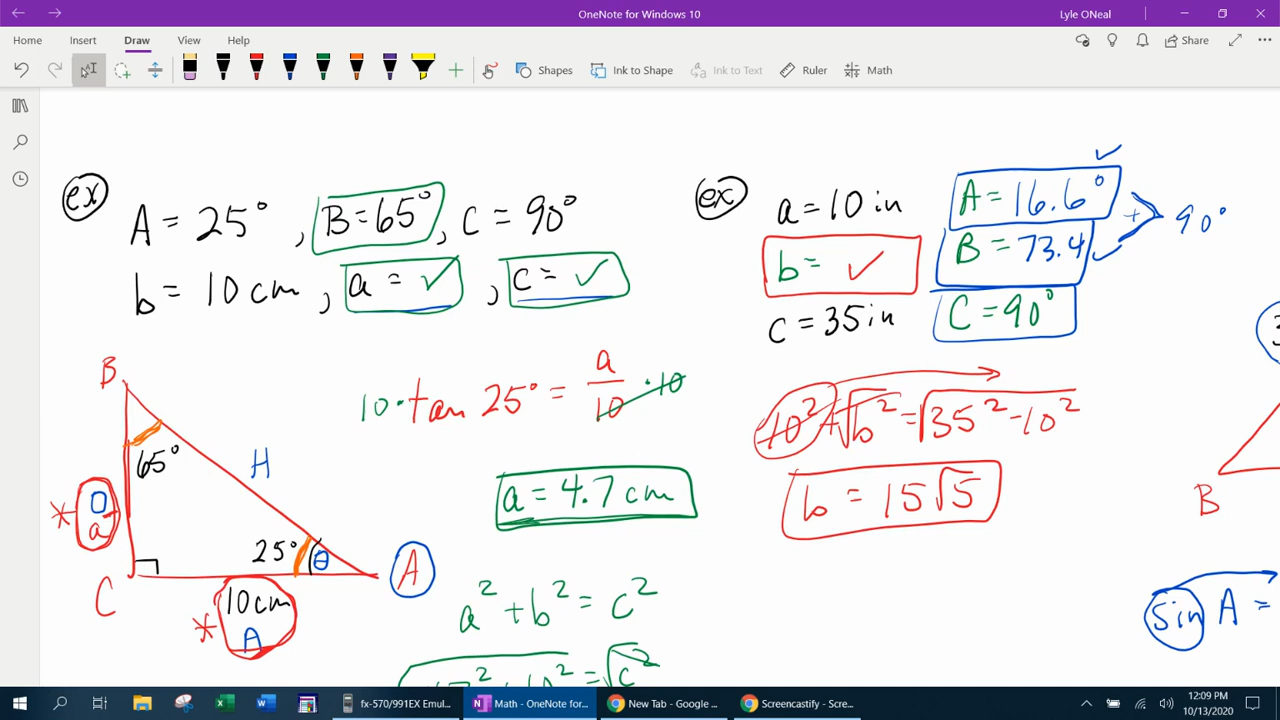 OneNote for Windows 10
Lyle ONeal
Home Insert Draw View Help
Share
Shapes Ink to Shape Ink to Text Ruler Math
ex
A = 25° , B = 65° , C = 90°
b = 10 cm , a = ✓ , c = ✓
B
65°
H
O
* a
C
25° θ
A
10 cm
* A
10 · tan 25° = a/10 · 10
a = 4.7 cm
a² + b² = c²
ex
a = 10 in
b = ✓
c = 35 in
A = 16.6° ✓
B = 73.4 ✓
C = 90°
+ > 90°
10² + √b² = √35² - 10²
b = 15√5
B
sin A =
fx-570/991EX Emul...
Math - OneNote for...
New Tab - Google ...
Screencastify - Scre...
12:09 PM
10/13/2020